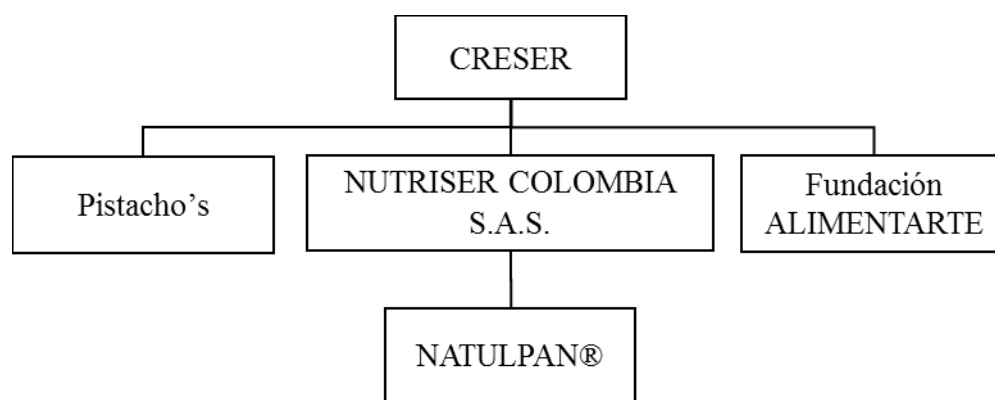 CRESER
Pistacho’s
NUTRISER COLOMBIA
S.A.S.
Fundación
ALIMENTARTE
NATULPAN®